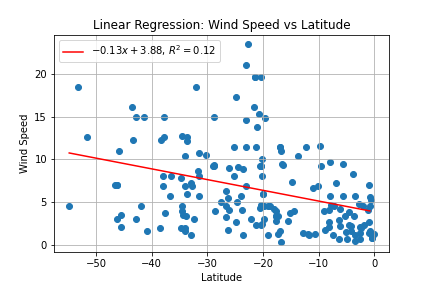 Linear Regression: Wind Speed vs Latitude
−0.13x + 3.88, R² = 0.12
Wind Speed
20
15
10
5
0
−50 −40 −30 −20 −10 0
Latitude